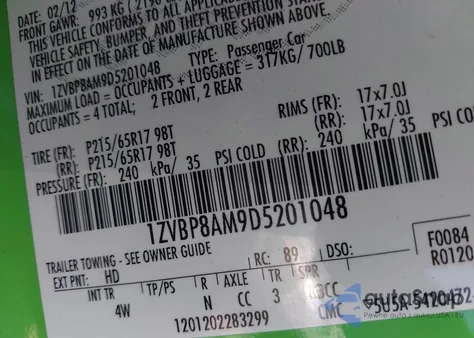 DATE: 02/12
FRONT GAWR: 993 KG
THIS VEHICLE CONFORMS TO ALL
VEHICLE SAFETY, BUMPER, AND THEFT PREVENTION
IN EFFECT ON THE DATE OF MANUFACTURE SHOWN ABOVE.
VIN: 1ZVBP8AM9D5201048 TYPE: Passenger Car
MAXIMUM LOAD = OCCUPANTS + LUGGAGE = 317KG/ 700LB
OCCUPANTS = 4 TOTAL; 2 FRONT, 2 REAR
TIRE (FR): P215/65R17 98T RIMS (FR): 17x7.0J
(RR): P215/65R17 98T (RR): 17x7.0J
PRESSURE (FR): 240 kPa/ 35 PSI COLD (RR): 240 kPa/ 35 PSI COLD
1ZVBP8AM9D5201048
TRAILER TOWING - SEE OWNER GUIDE
EXT PNT: HD RC: 89 DSO: F0084
INT TR TP/PS R AXLE TR SPR R0120
4W N CC 3
1201202283299 CMC